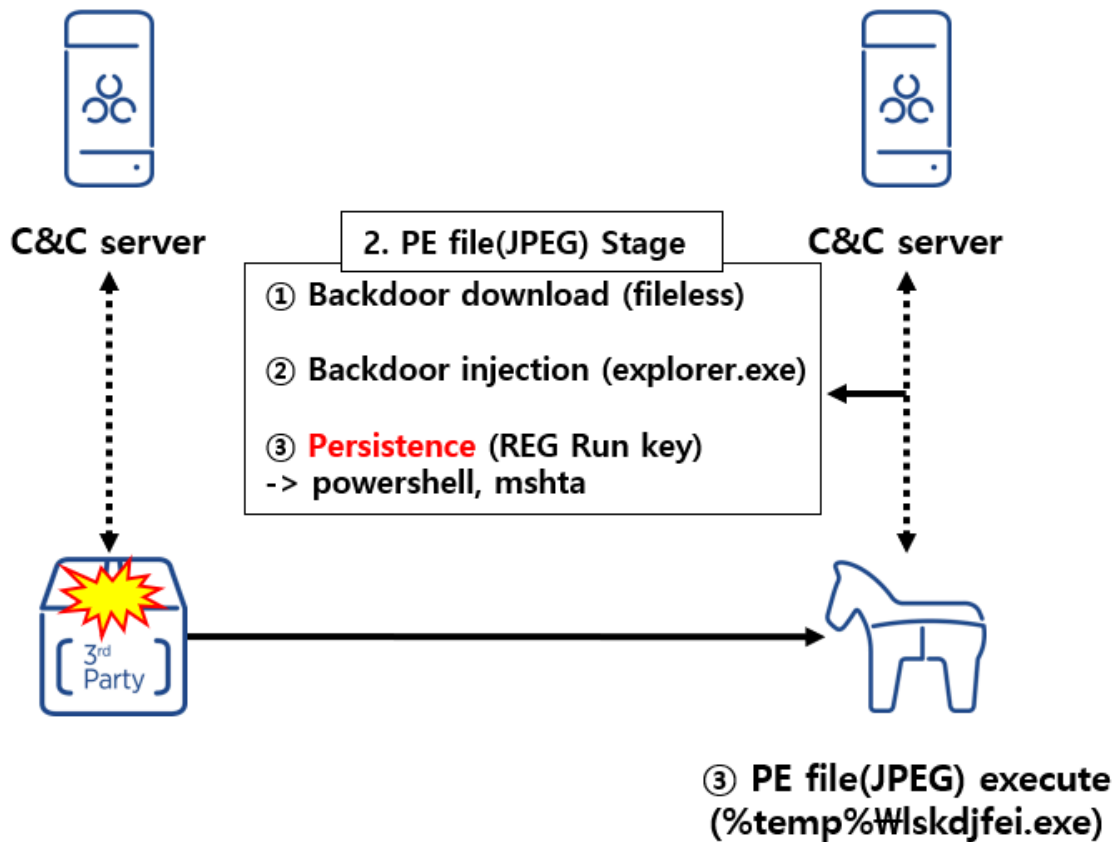 C&C server
C&C server
2. PE file(JPEG) Stage
① Backdoor download (fileless)
② Backdoor injection (explorer.exe)
③ Persistence (REG Run key)
-> powershell, mshta
3rd
Party
③ PE file(JPEG) execute
(%temp%₩lskdjfei.exe)